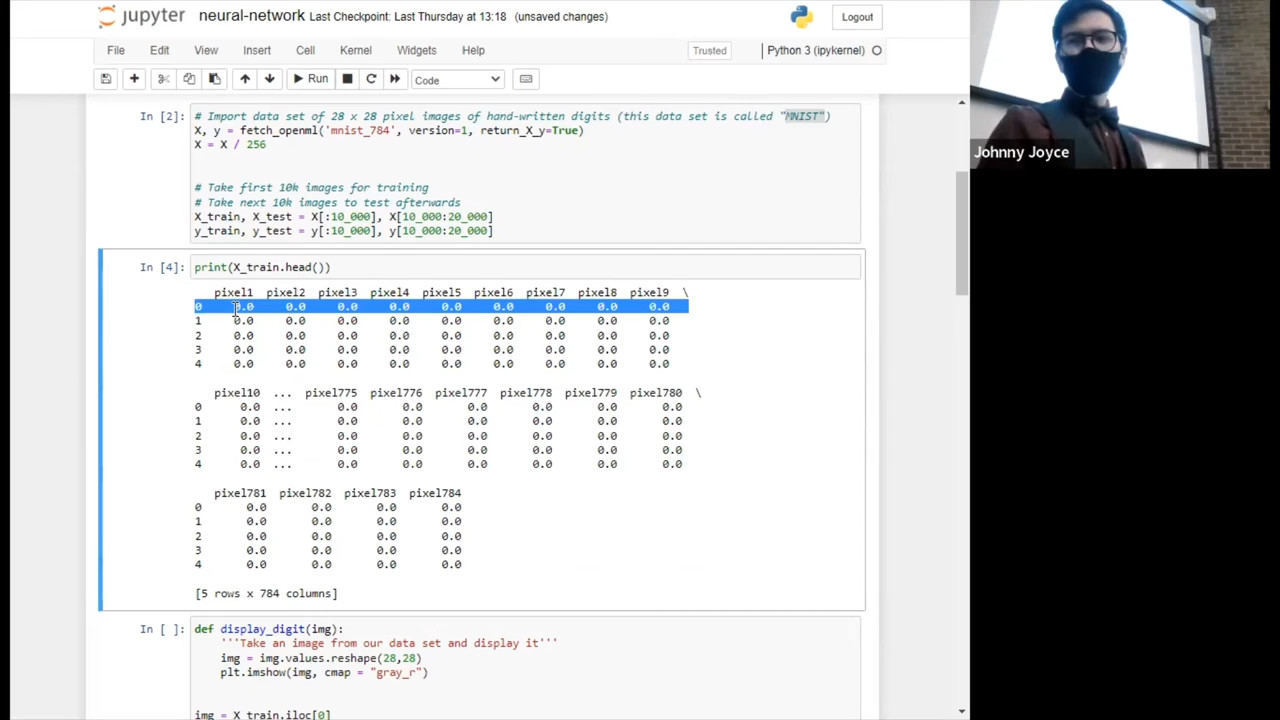 jupyter neural-network Last Checkpoint: Last Thursday at 13:18 (unsaved changes) Logout
File Edit View Insert Cell Kernel Widgets Help Trusted Python 3 (ipykernel)
Run Code
In [2]: # Import data set of 28 x 28 pixel images of hand-written digits (this data set is called "MNIST")
X, y = fetch_openml('mnist_784', version=1, return_X_y=True)
X = X / 256
# Take first 10k images for training
# Take next 10k images to test afterwards
X_train, X_test = X[:10_000], X[10_000:20_000]
y_train, y_test = y[:10_000], y[10_000:20_000]
In [4]: print(X_train.head())
pixel1 pixel2 pixel3 pixel4 pixel5 pixel6 pixel7 pixel8 pixel9 \
0 0.0 0.0 0.0 0.0 0.0 0.0 0.0 0.0 0.0
1 0.0 0.0 0.0 0.0 0.0 0.0 0.0 0.0 0.0
2 0.0 0.0 0.0 0.0 0.0 0.0 0.0 0.0 0.0
3 0.0 0.0 0.0 0.0 0.0 0.0 0.0 0.0 0.0
4 0.0 0.0 0.0 0.0 0.0 0.0 0.0 0.0 0.0
pixel10 ... pixel775 pixel776 pixel777 pixel778 pixel779 pixel780 \
0 0.0 ... 0.0 0.0 0.0 0.0 0.0 0.0
1 0.0 ... 0.0 0.0 0.0 0.0 0.0 0.0
2 0.0 ... 0.0 0.0 0.0 0.0 0.0 0.0
3 0.0 ... 0.0 0.0 0.0 0.0 0.0 0.0
4 0.0 ... 0.0 0.0 0.0 0.0 0.0 0.0
pixel781 pixel782 pixel783 pixel784
0 0.0 0.0 0.0 0.0
1 0.0 0.0 0.0 0.0
2 0.0 0.0 0.0 0.0
3 0.0 0.0 0.0 0.0
4 0.0 0.0 0.0 0.0
[5 rows x 784 columns]
In [ ]: def display_digit(img):
'''Take an image from our data set and display it'''
img = img.values.reshape(28,28)
plt.imshow(img, cmap = "gray_r")
img = X_train.iloc[0]
Johnny Joyce